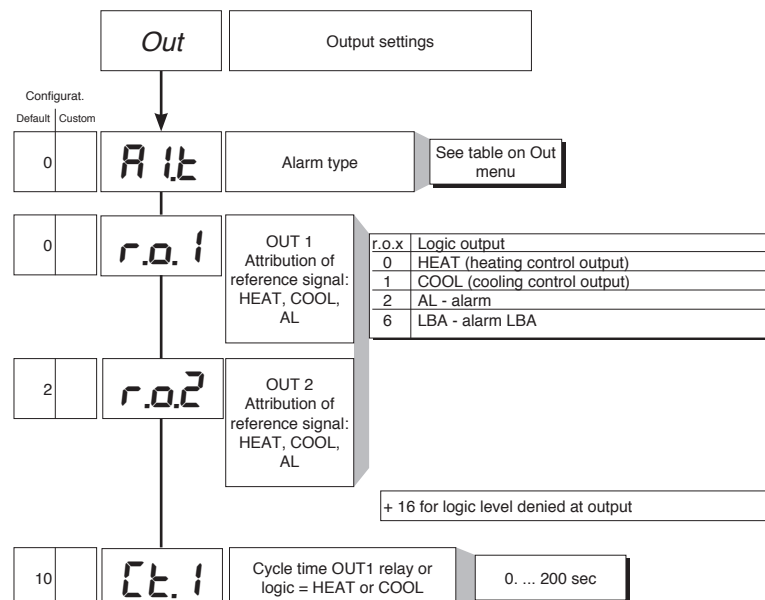 Out
Output settings
Configurat.
Default Custom
0
A1.t
Alarm type
See table on Out
menu
0
r.o.1
OUT 1
Attribution of
reference signal:
HEAT, COOL,
AL
r.o.x Logic output
0 HEAT (heating control output)
1 COOL (cooling control output)
2 AL - alarm
6 LBA - alarm LBA
2
r.o.2
OUT 2
Attribution of
reference signal:
HEAT, COOL,
AL
+ 16 for logic level denied at output
10
Ct.1
Cycle time OUT1 relay or
logic = HEAT or COOL
0. ... 200 sec